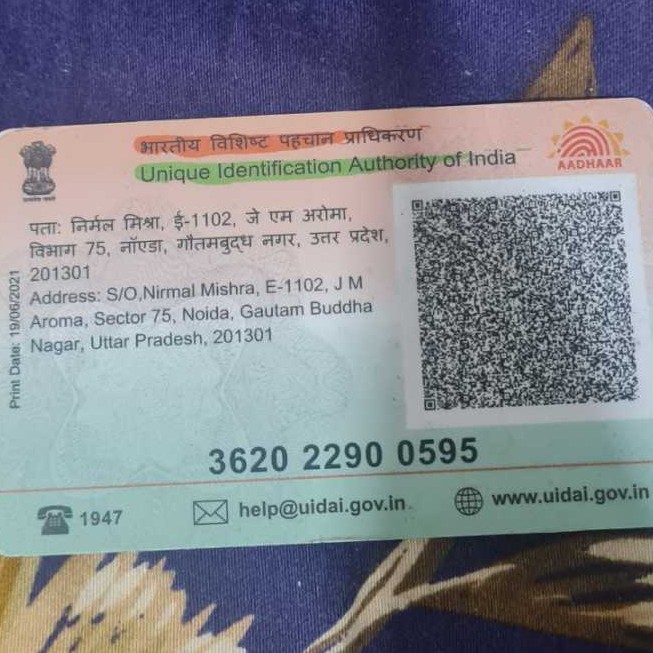 भारतीय विशिष्ट पहचान प्राधिकरण
Unique Identification Authority of India
AADHAAR
पता: निर्मल मिश्रा, ई-1102, जे एम अरोमा,
विभाग 75, नॉएडा, गौतमबुद्ध नगर, उत्तर प्रदेश,
201301
Address: S/O,Nirmal Mishra, E-1102, J M
Aroma, Sector 75, Noida, Gautam Buddha
Nagar, Uttar Pradesh, 201301
Print Date: 19/06/2021
3620 2290 0595
1947
help@uidai.gov.in
www.uidai.gov.in